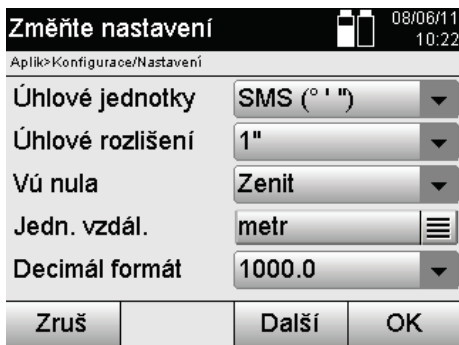 Změňte nastavení
08/06/11
10:22
Aplik>Konfigurace/Nastavení
Úhlové jednotky SMS (° ' ")
Úhlové rozlišení 1"
Vú nula Zenit
Jedn. vzdál. metr
Decimál formát 1000.0
Zruš Další OK